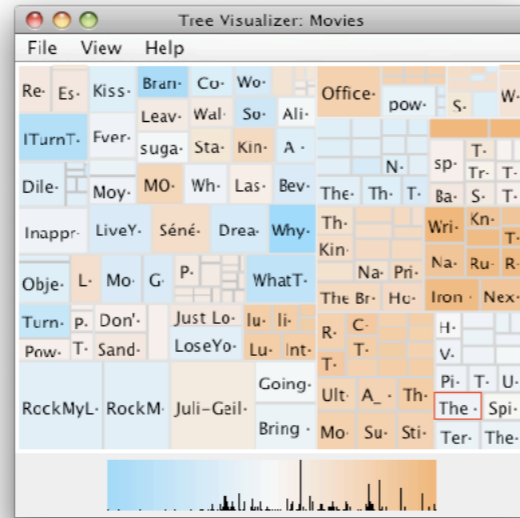 Tree Visualizer: Movies
File View Help
Re· Es· Kiss· Bran· Co· Wo· Office· pow· S· W·
ITurnT· Ever· Leav· Wal· So· Ali·
suga· Sta· Kin· A · N· sp· T·
Tr· T·
Dile· Moy· MO· Wh· Las· Bev· The· Th· T· Ba· S· T·
Inappr· LiveY· Séné· Drea· Why· Th· Wri· Kn·
T·
Kin· Na· Ru· R·
Obje· L· Mo· G· P· WhatT· Na· Pri·
The Br· Ho· Iron · Nex·
Turn· P. Don'· Just Lo· Iu· Ii· R· C· H·
Pow· T· Sand· LoseYo· Lu· Int· T· T· V·
RockMyL· RockM· Juli-Geil· Going· Ult· A_ · Th· Pi· T· U·
The · Spi·
Bring · Mo· Su· Sti· Ter· The·